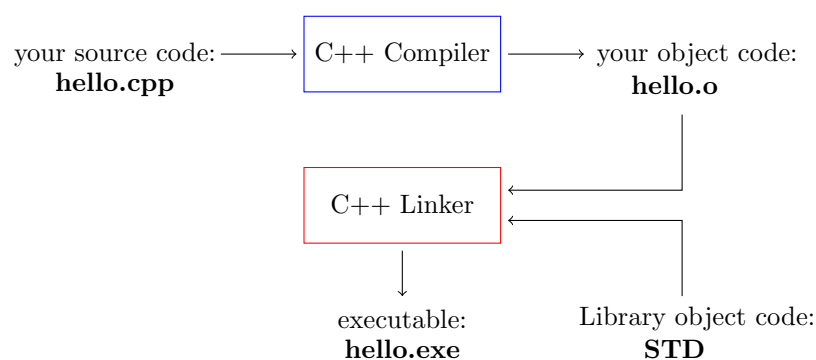 your source code:
hello.cpp
C++ Compiler
your object code:
hello.o
C++ Linker
executable:
hello.exe
Library object code:
STD